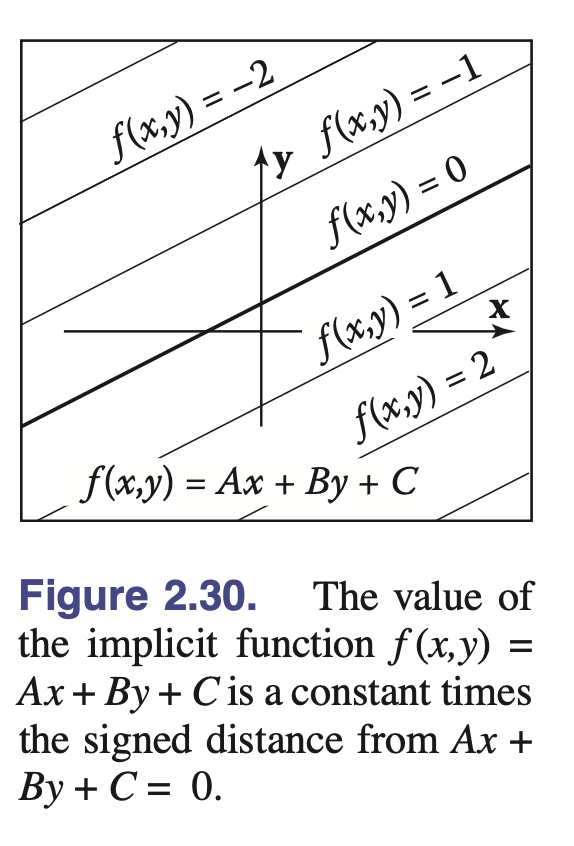 f(x,y) = −2
f(x,y) = −1
y
f(x,y) = 0
f(x,y) = 1
x
f(x,y) = 2
f(x,y) = Ax + By + C
Figure 2.30. The value of
the implicit function f(x,y) =
Ax + By + C is a constant times
the signed distance from Ax +
By + C = 0.